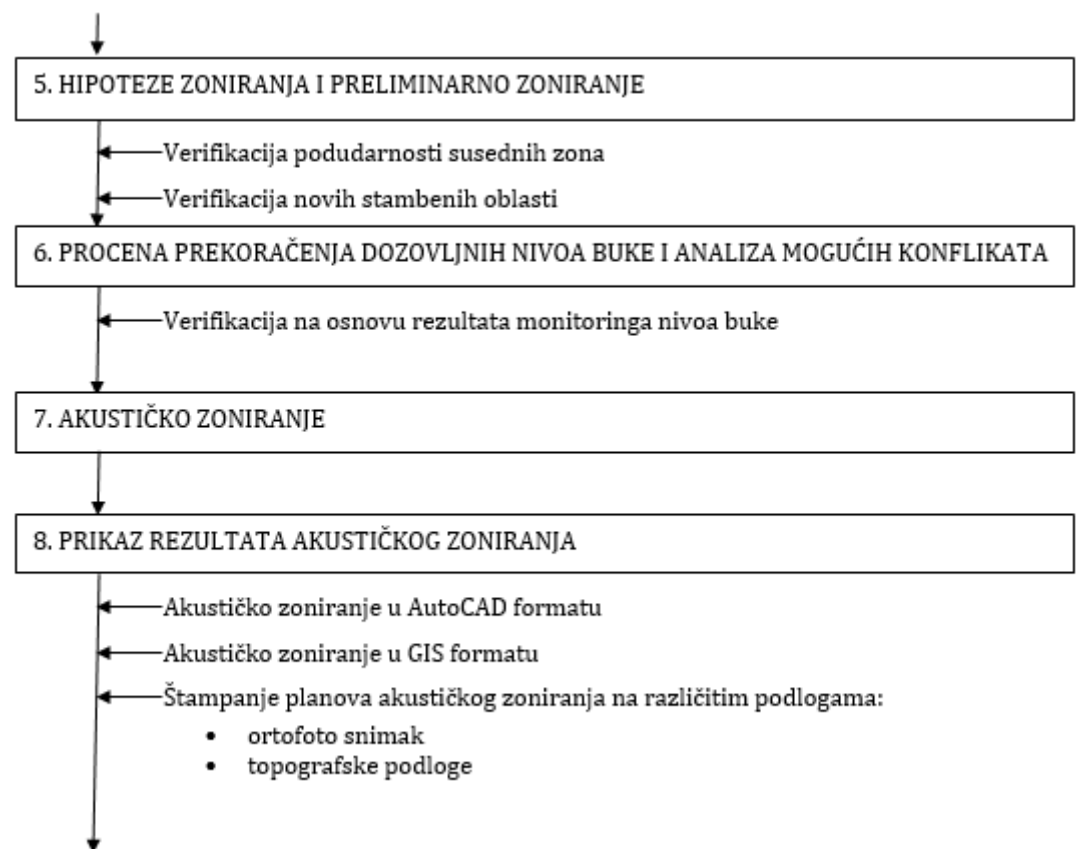 5. HIPOTEZE ZONIRANJA I PRELIMINARNO ZONIRANJE
Verifikacija podudarnosti susednih zona
Verifikacija novih stambenih oblasti
6. PROCENA PREKORAČENJA DOZOVLJNIH NIVOA BUKE I ANALIZA MOGUĆIH KONFLIKATA
Verifikacija na osnovu rezultata monitoringa nivoa buke
7. AKUSTIČKO ZONIRANJE
8. PRIKAZ REZULTATA AKUSTIČKOG ZONIRANJA
Akustičko zoniranje u AutoCAD formatu
Akustičko zoniranje u GIS formatu
Štampanje planova akustičkog zoniranja na različitim podlogama:
• ortofoto snimak
• topografske podloge